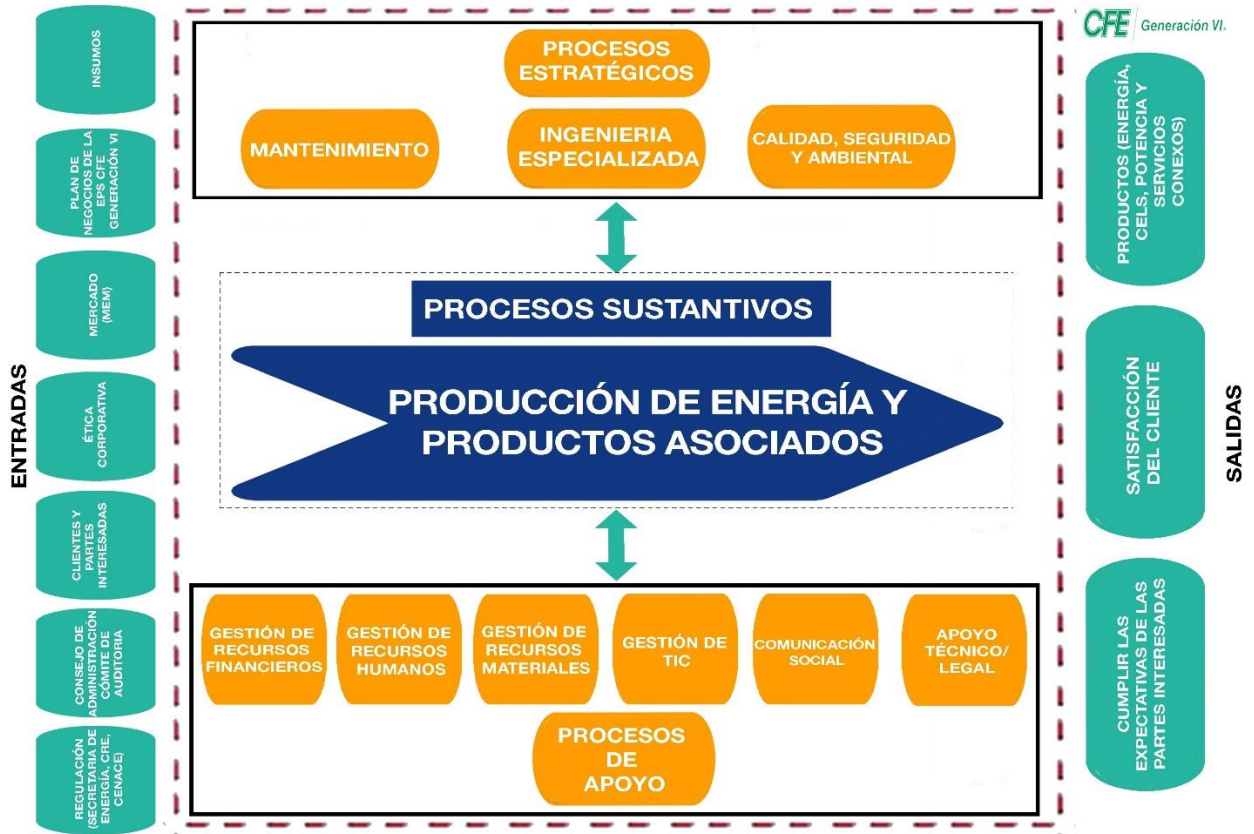 ENTRADAS
INSUMOS
PLAN DE
NEGOCIOS DE LA
EPS CFE
GENERACIÓN VI
MERCADO
(MEM)
ÉTICA
CORPORATIVA
CLIENTES Y
PARTES
INTERESADAS
CONSEJO DE
ADMINISTRACIÓN
CÓMITE DE
AUDITORIA
REGULACIÓN
(SECRETARIA DE
ENERGÍA, CRE,
CENACE)
PROCESOS
ESTRATÉGICOS
MANTENIMIENTO
INGENIERIA
ESPECIALIZADA
CALIDAD, SEGURIDAD
Y AMBIENTAL
PROCESOS SUSTANTIVOS
PRODUCCIÓN DE ENERGÍA Y
PRODUCTOS ASOCIADOS
GESTIÓN DE
RECURSOS
FINANCIEROS
GESTIÓN DE
RECURSOS
HUMANOS
GESTIÓN DE
RECURSOS
MATERIALES
GESTIÓN DE
TIC
COMUNICACIÓN
SOCIAL
APOYO
TÉCNICO/
LEGAL
PROCESOS
DE
APOYO
CFE Generación VI.
PRODUCTOS (ENERGÍA,
CELS, POTENCIA Y
SERVICIOS
CONEXOS)
SATISFACCIÓN
DEL CLIENTE
CUMPLIR LAS
EXPECTATIVAS DE LAS
PARTES INTERESADAS
SALIDAS